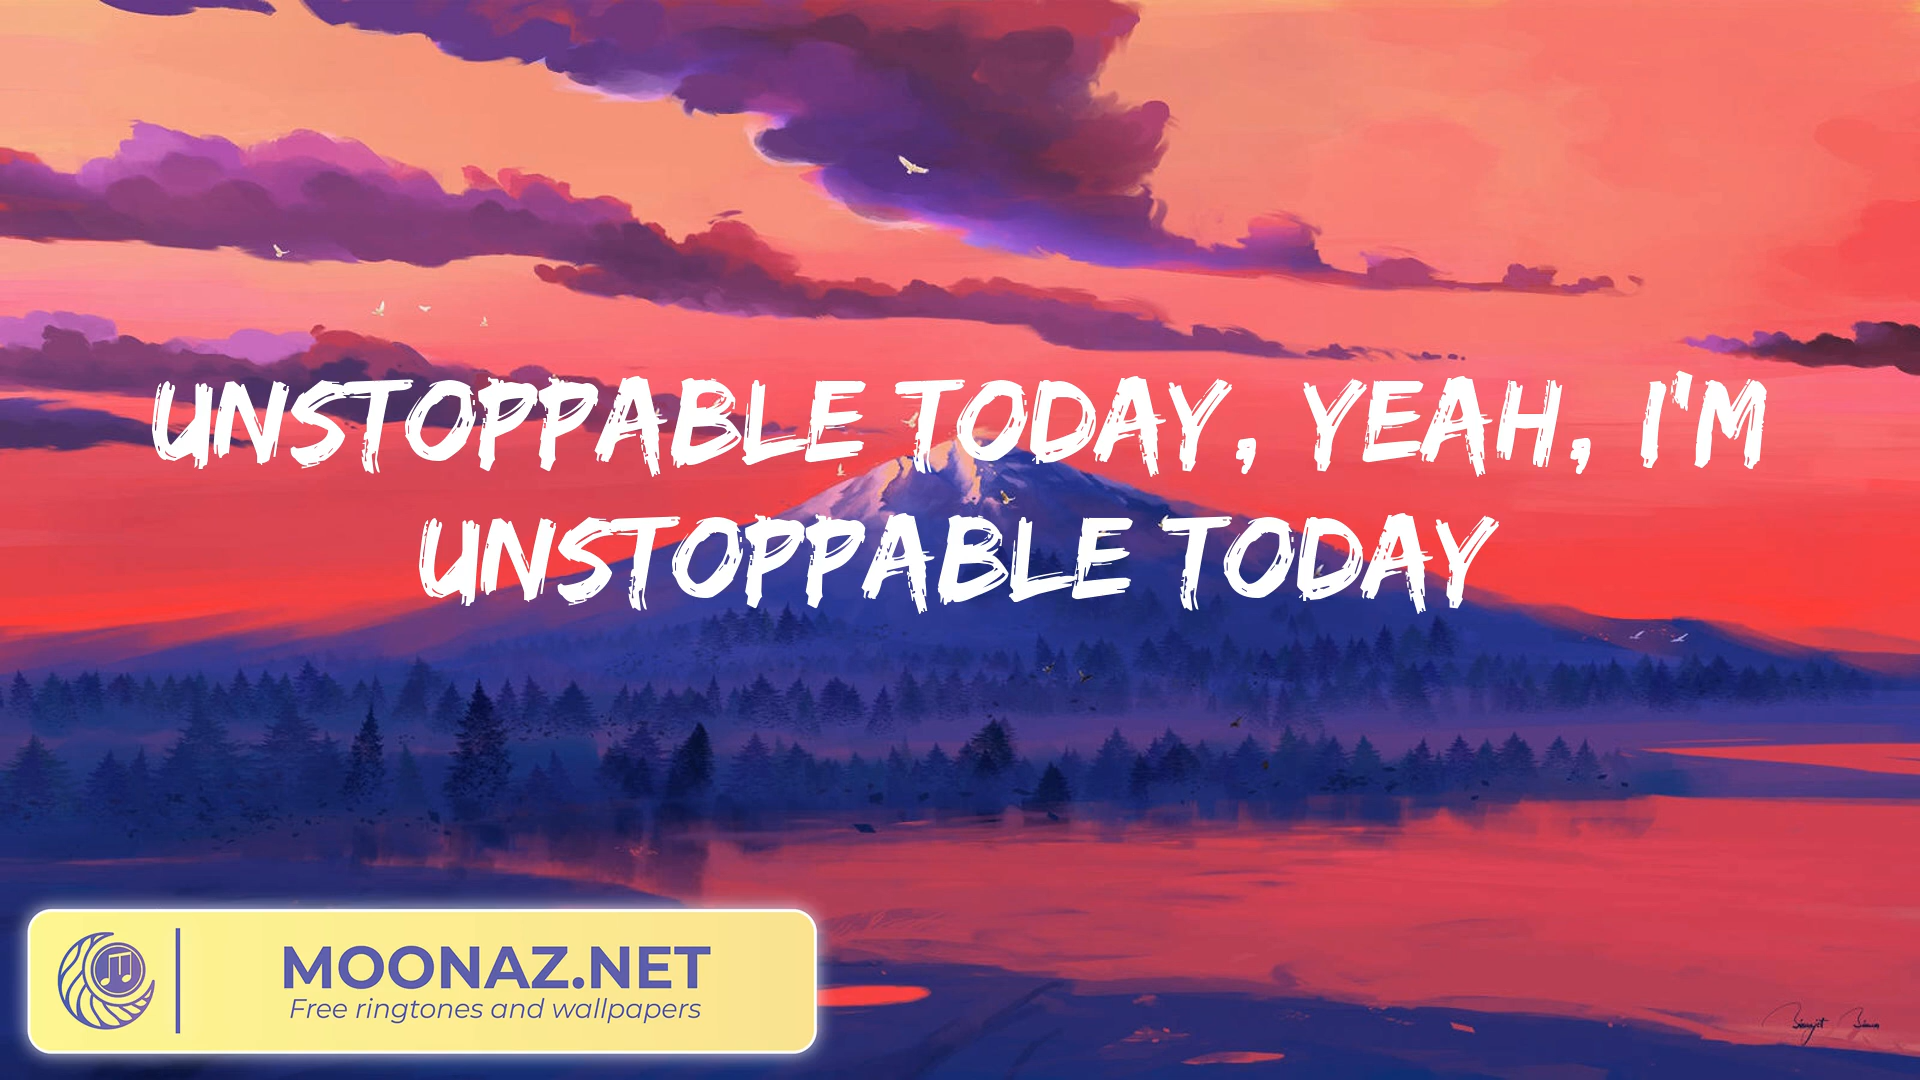 UNSTOPPABLE TODAY, YEAH, I'M
UNSTOPPABLE TODAY
MOONAZ.NET
Free ringtones and wallpapers